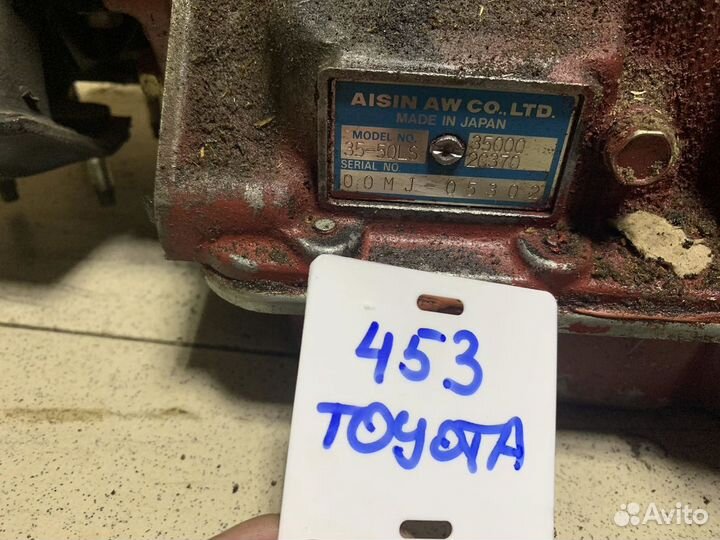 AISIN AW CO., LTD.
MADE IN JAPAN
MODEL NO. 35000
35-50LS 2C370
SERIAL NO.
00MJ-05302
453
TOYOTA
Avito